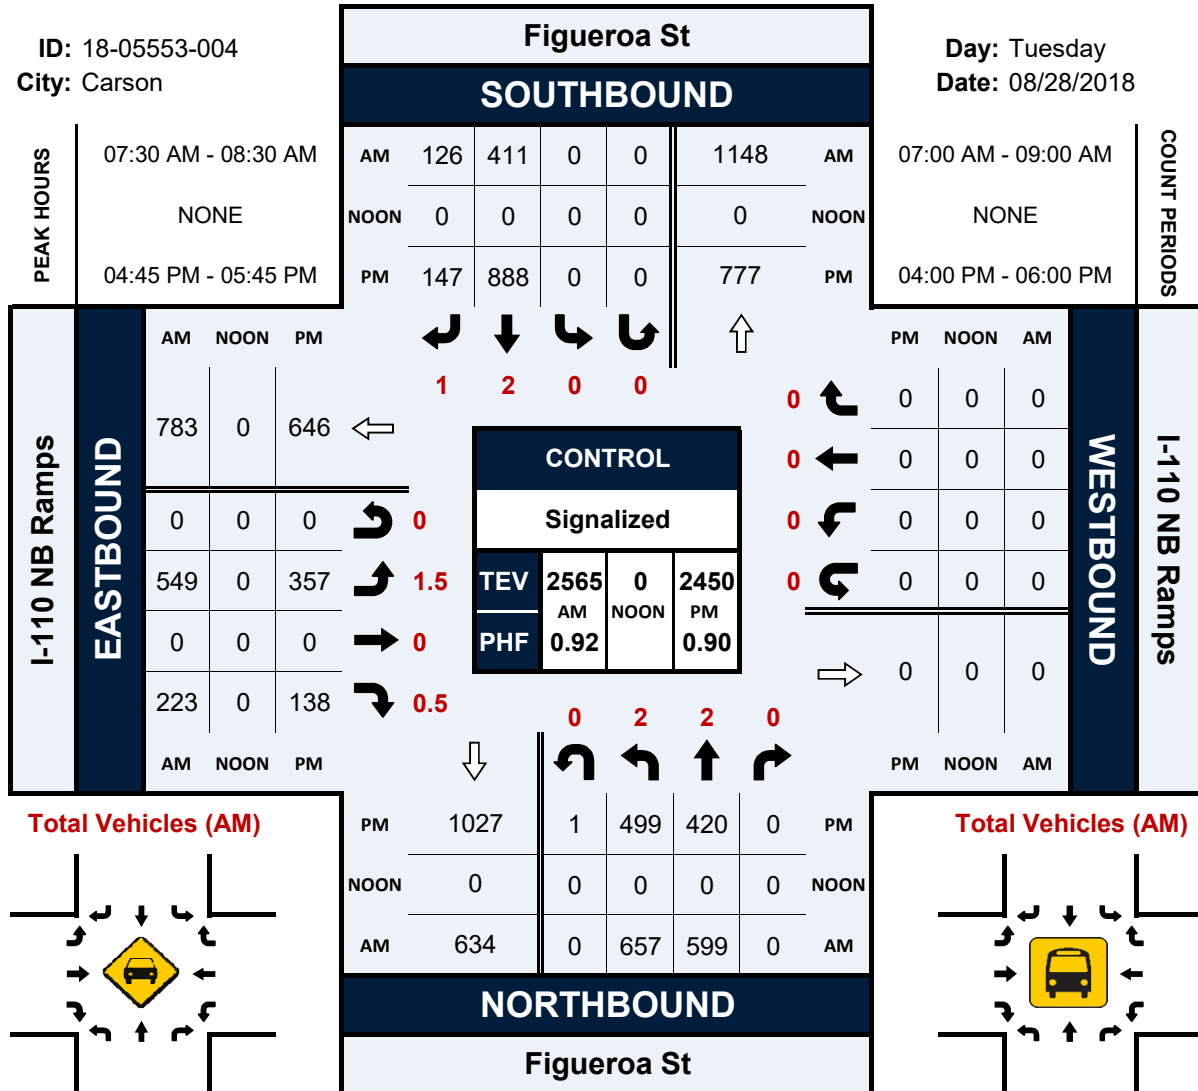 ID: 18-05553-004
City: Carson
Figueroa St
SOUTHBOUND
Day: Tuesday
Date: 08/28/2018
PEAK HOURS
07:30 AM - 08:30 AM
NONE
04:45 PM - 05:45 PM
AM 126 411 0 0 1148 AM
NOON 0 0 0 0 0 NOON
PM 147 888 0 0 777 PM
07:00 AM - 09:00 AM
NONE
04:00 PM - 06:00 PM
COUNT PERIODS
1 2 0 0
I-110 NB Ramps
EASTBOUND
AM NOON PM
783 0 646
0 0 0 0
549 0 357 1.5
0 0 0 0
223 0 138 0.5
AM NOON PM
CONTROL
Signalized
TEV 2565 0 2450
AM NOON PM
PHF 0.92 0.90
PM NOON AM
0 0 0 0
0 0 0 0
0 0 0 0
0 0 0 0
0 0 0
PM NOON AM
WESTBOUND
I-110 NB Ramps
0 2 2 0
PM 1027 1 499 420 0 PM
NOON 0 0 0 0 0 NOON
AM 634 0 657 599 0 AM
NORTHBOUND
Figueroa St
Total Vehicles (AM)
Total Vehicles (AM)